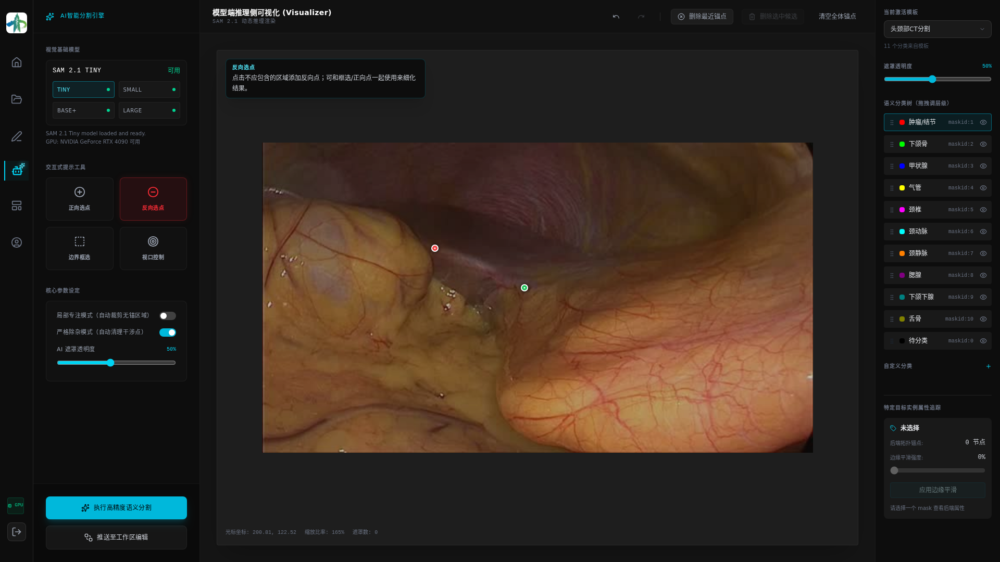 AI智能分割引擎
视觉基础模型
SAM 2.1 TINY
可用
TINY
SMALL
BASE+
LARGE
SAM 2.1 Tiny model loaded and ready.
GPU: NVIDIA GeForce RTX 4090 可用
交互式提示工具
正向选点
反向选点
边界框选
视口控制
核心参数设定
局部专注模式（自动裁剪无锚区域）
严格除杂模式（自动清理干涉点）
AI 遮罩透明度
50%
执行高精度语义分割
推送至工作区编辑
GPU
模型端推理侧可视化 (Visualizer)
SAM 2.1 动态推理渲染
删除最近锚点
删除选中候选
清空全体锚点
反向选点
点击不应包含的区域添加反向点；可和框选/正向点一起使用来细化
结果。
光标坐标: 200.81, 122.52
缩放比率: 165%
遮罩数: 0
当前激活模板
头颈部CT分割
11 个分类来自模板
遮罩透明度
50%
语义分类树（拖拽调层级）
肿瘤/结节 maskid:1
下颌骨 maskid:2
甲状腺 maskid:3
气管 maskid:4
颈椎 maskid:5
颈动脉 maskid:6
颈静脉 maskid:7
腮腺 maskid:8
下颌下腺 maskid:9
舌骨 maskid:10
待分类 maskid:0
自定义分类
特定目标实例属性追踪
未选择
后端拓扑锚点: 0 节点
边缘平滑强度: 0%
应用边缘平滑
请选择一个 mask 查看后端属性